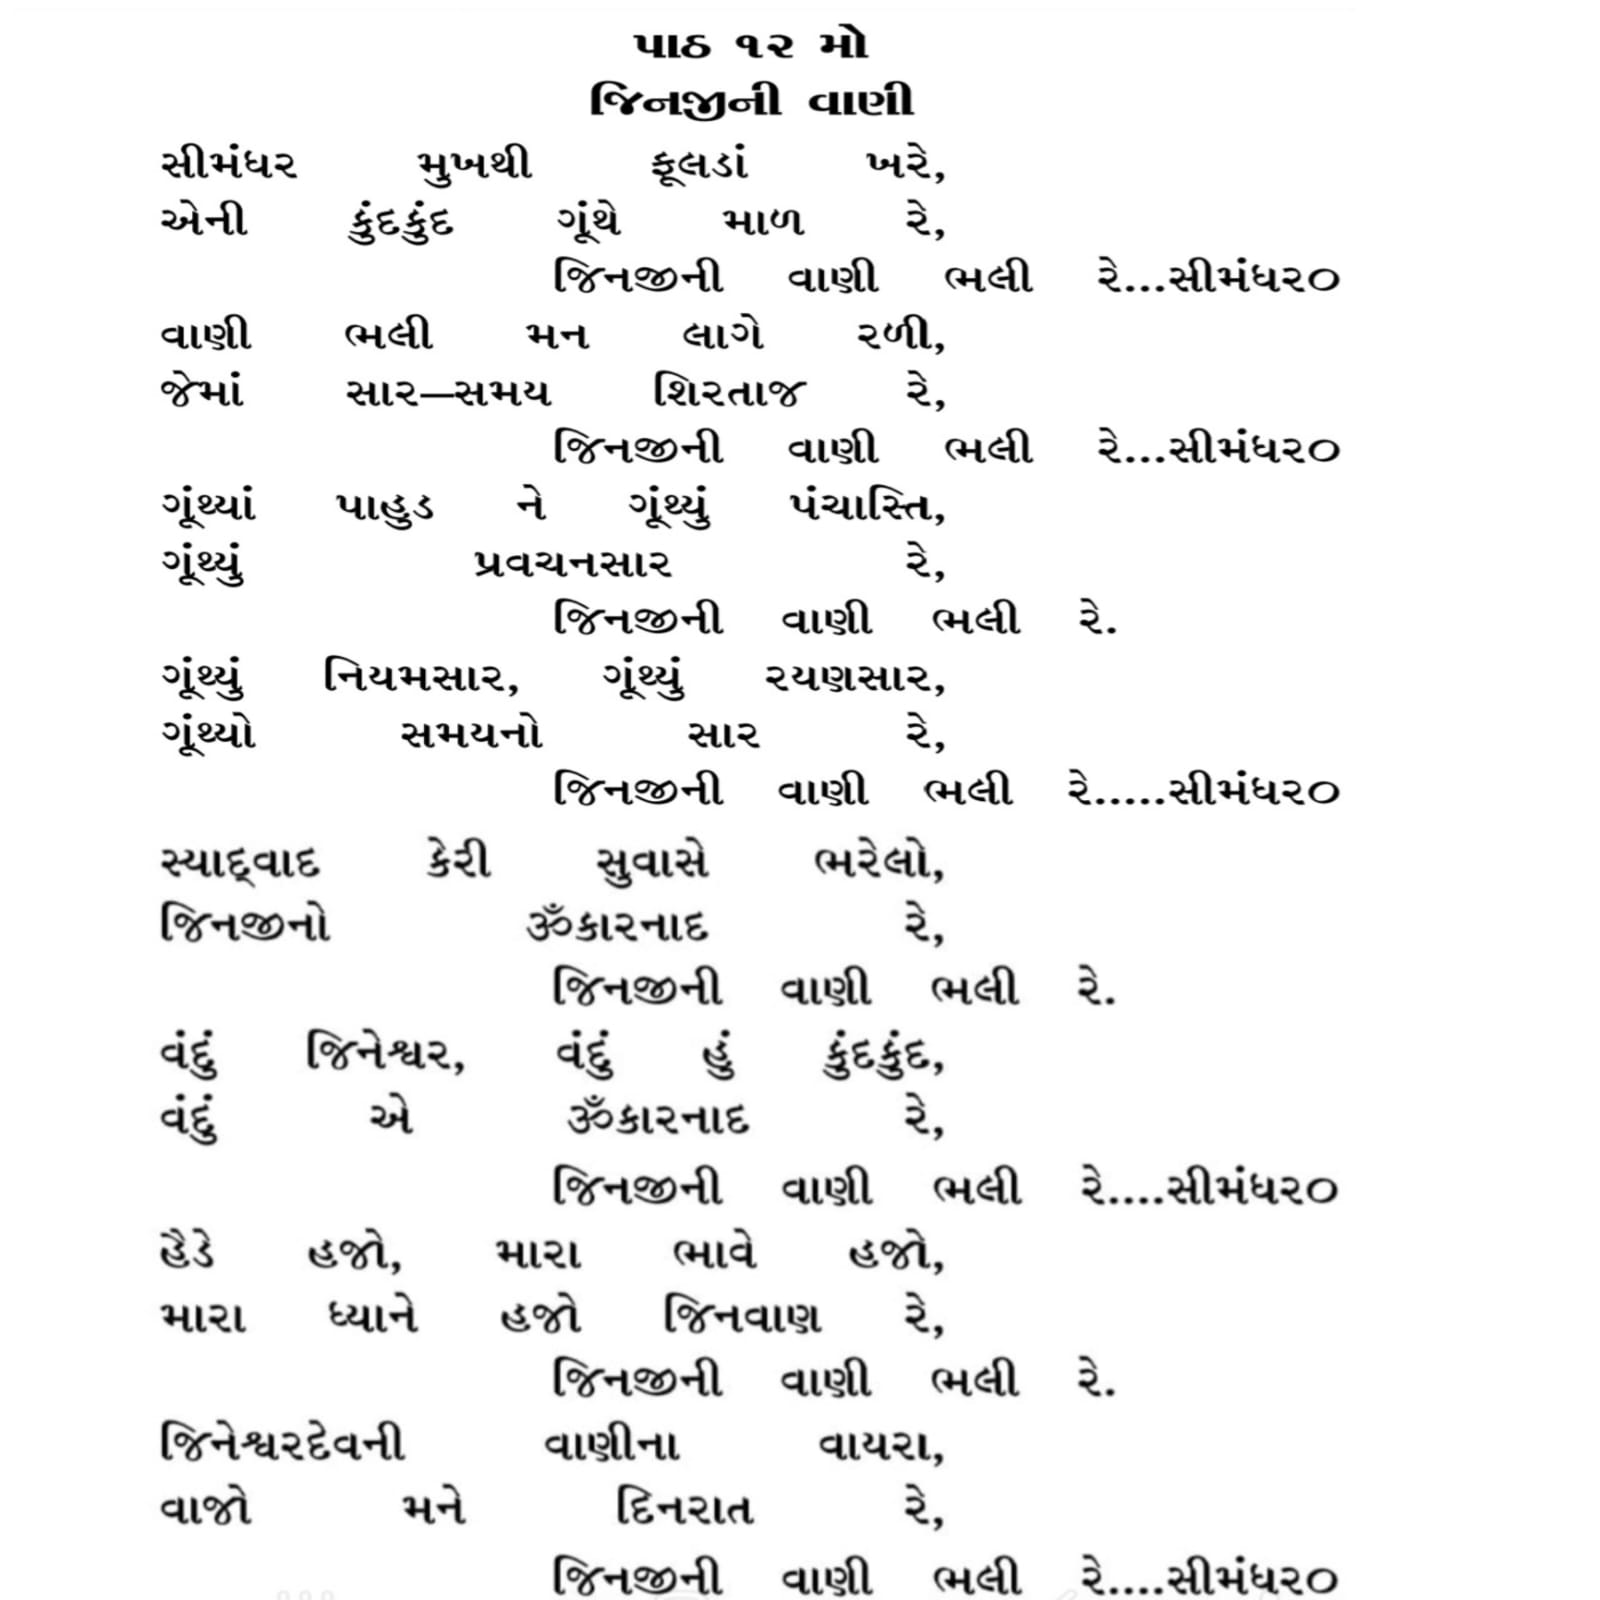 પાઠ ૧૨ મો
જિનજીની વાણી
સીમંધર મુખથી ફૂલડાં ખરે,
એની કુંદકુંદ ગૂંથે માળ રે,
જિનજીની વાણી ભલી રે...સીમંધર૦
વાણી ભલી મન લાગે રળી,
જેમાં સાર—સમય શિરતાજ રે,
જિનજીની વાણી ભલી રે...સીમંધર૦
ગૂંથ્યાં પાહુડ ને ગૂંથ્યું પંચાસ્તિ,
ગૂંથ્યું પ્રવચનસાર રે,
જિનજીની વાણી ભલી રે.
ગૂંથ્યું નિયમસાર, ગૂંથ્યું રયણસાર,
ગૂંથ્યો સમયનો સાર રે,
જિનજીની વાણી ભલી રે.....સીમંધર૦
સ્યાદ્વાદ કેરી સુવાસે ભરેલો,
જિનજીનો ૐકારનાદ રે,
જિનજીની વાણી ભલી રે.
વંદું જિનેશ્વર, વંદું હું કુંદકુંદ,
વંદું એ ૐકારનાદ રે,
જિનજીની વાણી ભલી રે....સીમંધર૦
હૈડે હજો, મારા ભાવે હજો,
મારા ધ્યાને હજો જિનવાણ રે,
જિનજીની વાણી ભલી રે.
જિનેશ્વરદેવની વાણીના વાયરા,
વાજો મને દિનરાત રે,
જિનજીની વાણી ભલી રે....સીમંધર૦